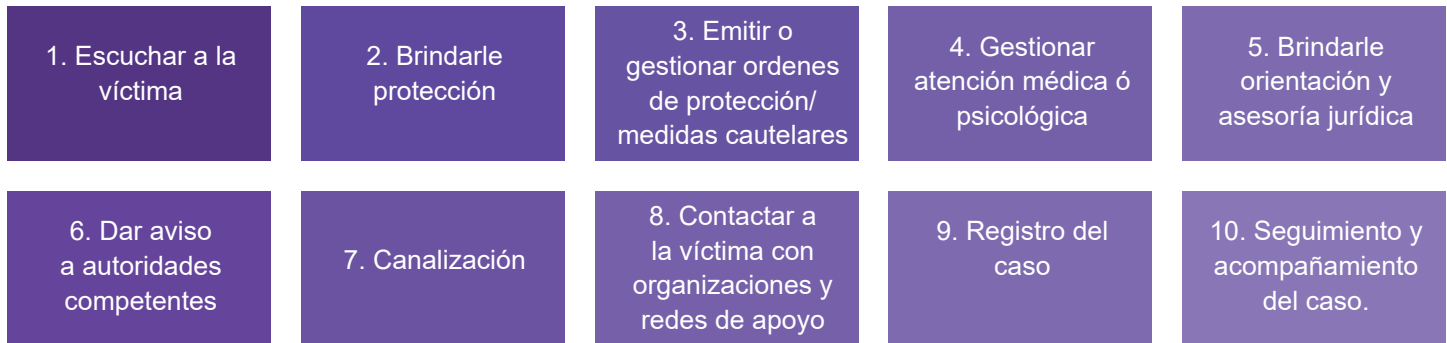 1. Escuchar a la
víctima
2. Brindarle
protección
3. Emitir o
gestionar ordenes
de protección/
medidas cautelares
4. Gestionar
atención médica ó
psicológica
5. Brindarle
orientación y
asesoría jurídica
6. Dar aviso
a autoridades
competentes
7. Canalización
8. Contactar a
la víctima con
organizaciones y
redes de apoyo
9. Registro del
caso
10. Seguimiento y
acompañamiento
del caso.